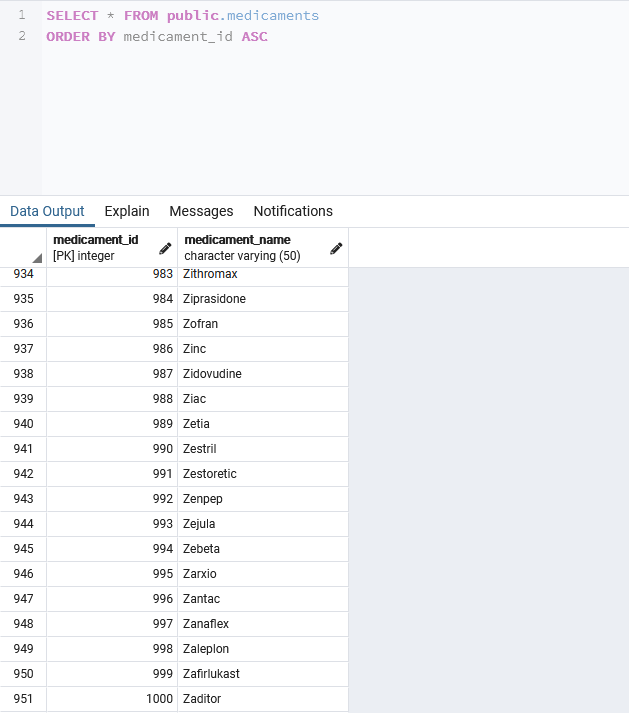 1 SELECT * FROM public.medicaments
2 ORDER BY medicament_id ASC
Data Output Explain Messages Notifications
medicament_id medicament_name
[PK] integer character varying (50)
934 983 Zithromax
935 984 Ziprasidone
936 985 Zofran
937 986 Zinc
938 987 Zidovudine
939 988 Ziac
940 989 Zetia
941 990 Zestril
942 991 Zestoretic
943 992 Zenpep
944 993 Zejula
945 994 Zebeta
946 995 Zarxio
947 996 Zantac
948 997 Zanaflex
949 998 Zaleplon
950 999 Zafirlukast
951 1000 Zaditor